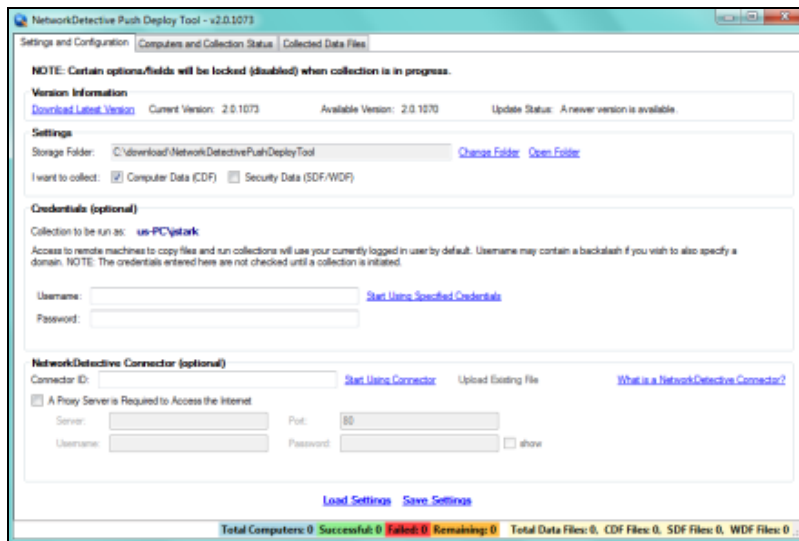 NetworkDetective Push Deploy Tool - v2.0.1073
Settings and Configuration Computers and Collection Status Collected Data Files
NOTE: Certain options/fields will be locked (disabled) when collection is in progress.
Version Information
Download Latest Version Current Version: 2.0.1073 Available Version: 2.0.1070 Update Status: A newer version is available.
Settings
Storage Folder: C:\download\NetworkDetectivePushDeployTool Change Folder Open Folder
I want to collect: Computer Data (CDF) Security Data (SDF/WDF)
Credentials (optional)
Collection to be run as: us-PC\jstark
Access to remote machines to copy files and run collections will use your currently logged in user by default. Username may contain a backslash if you wish to also specify a
domain. NOTE: The credentials entered here are not checked until a collection is initiated.
Username: Start Using Specified Credentials
Password:
NetworkDetective Connector (optional)
Connector ID: Start Using Connector Upload Existing File What is a NetworkDetective Connector?
A Proxy Server is Required to Access the Internet
Server: Port: 80
Username: Password: show
Load Settings Save Settings
Total Computers: 0 Successful: 0 Failed: 0 Remaining: 0 Total Data Files: 0, CDF Files: 0, SDF Files: 0, WDF Files: 0